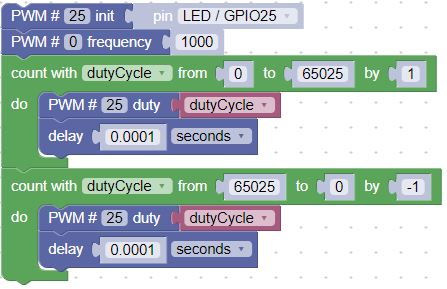 PWM # 25 init pin LED / GPIO25
PWM # 0 frequency 1000
count with dutyCycle from 0 to 65025 by 1
do PWM # 25 duty dutyCycle
delay 0.0001 seconds
count with dutyCycle from 65025 to 0 by -1
do PWM # 25 duty dutyCycle
delay 0.0001 seconds